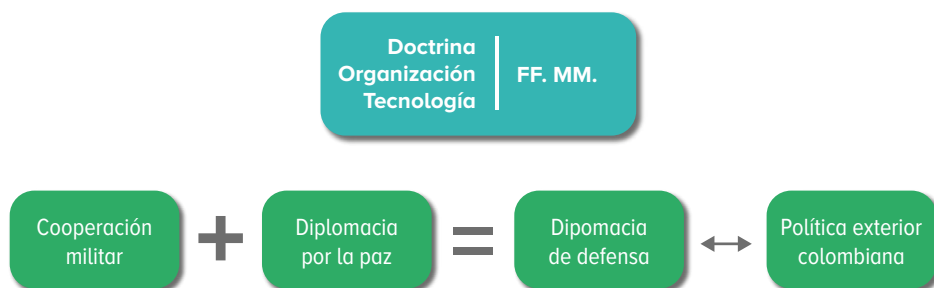 Doctrina
Organización
Tecnología
FF. MM.
Cooperación
militar
+
Diplomacia
por la paz
=
Dipomacia
de defensa
Política exterior
colombiana